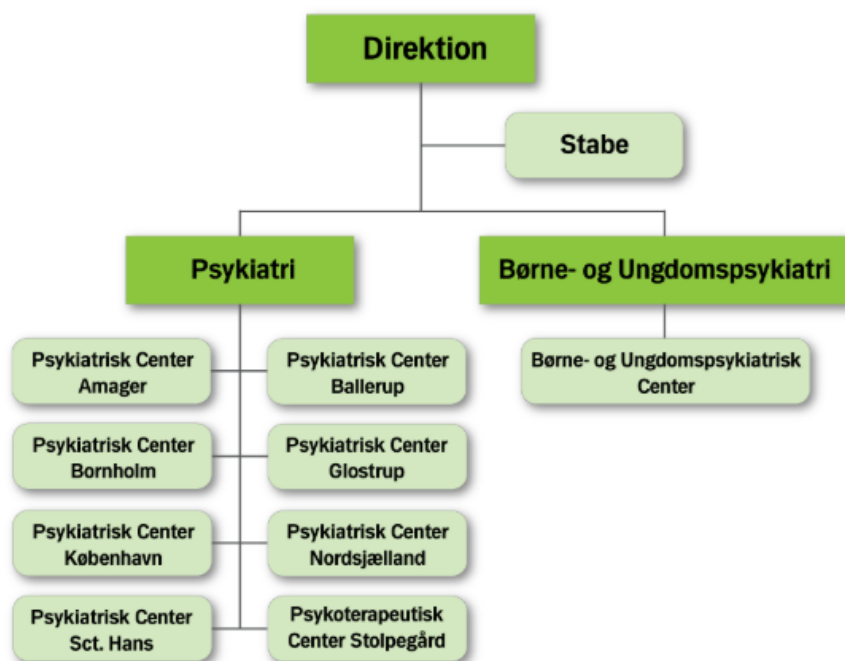 Direktion
Stabe
Psykiatri
Børne- og Ungdomspsykiatri
Psykiatrisk Center
Amager
Psykiatrisk Center
Ballerup
Børne- og Ungdomspsykiatrisk
Center
Psykiatrisk Center
Bornholm
Psykiatrisk Center
Glostrup
Psykiatrisk Center
København
Psykiatrisk Center
Nordsjælland
Psykiatrisk Center
Sct. Hans
Psykoterapeutisk
Center Stolpegård